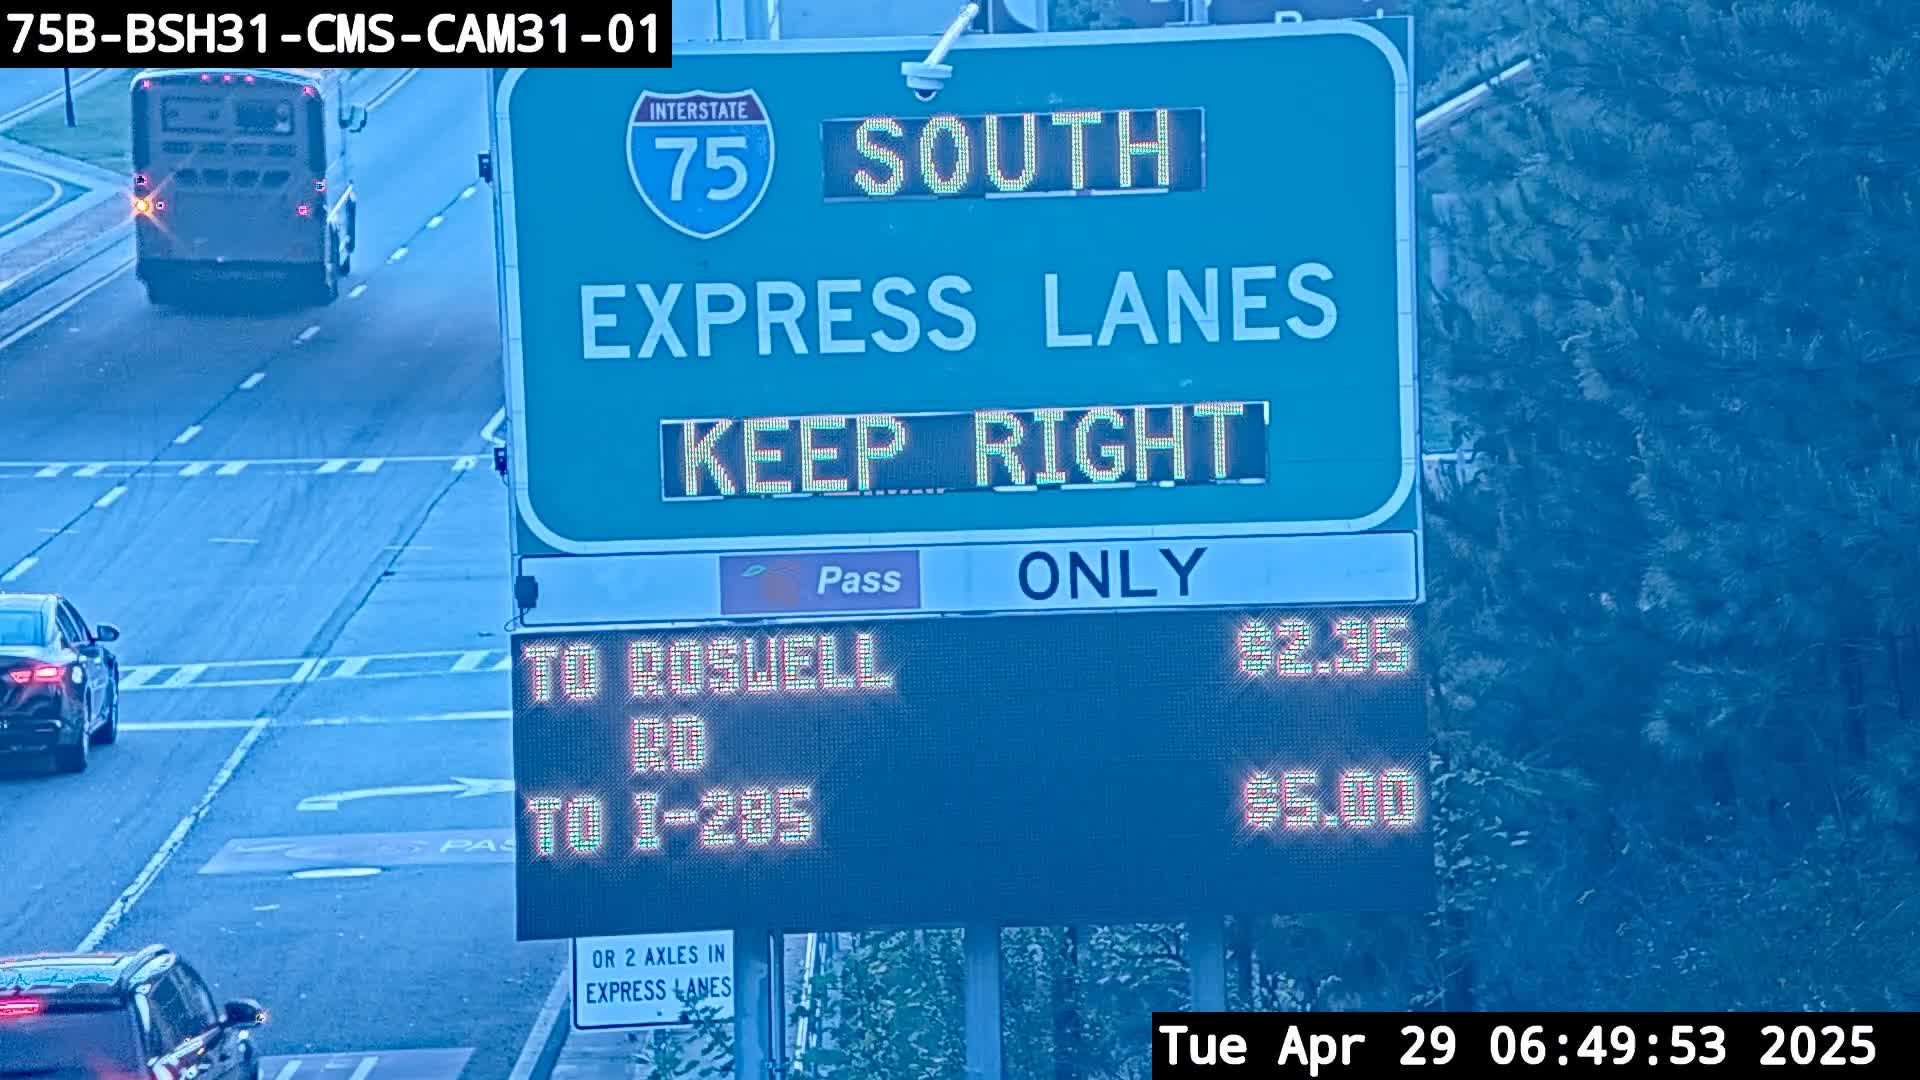 75B-BSH31-CMS-CAM31-01
INTERSTATE
75
SOUTH
EXPRESS LANES
KEEP RIGHT
Pass ONLY
TO ROSWELL $2.35
RD
TO I-285 $5.00
OR 2 AXLES IN
EXPRESS LANES
Tue Apr 29 06:49:53 2025